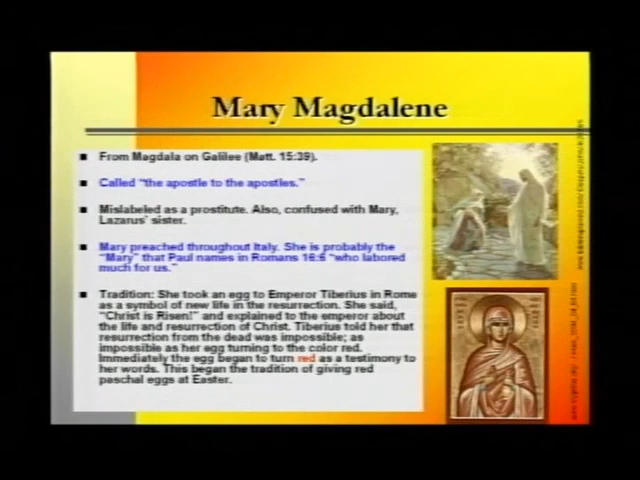 Mary Magdalene
From Magdala on Galilee (Matt. 15:39).
Called “the apostle to the apostles.”
Mislabeled as a prostitute. Also, confused with Mary,
Lazarus’ sister.
Mary preached throughout Italy. She is probably the
“Mary” that Paul names in Romans 16:6 “who labored
much for us.”
Tradition: She took an egg to Emperor Tiberius in Rome
as a symbol of new life in the resurrection. She said,
“Christ is Risen!” and explained to the emperor about
the life and resurrection of Christ. Tiberius told her that
resurrection from the dead was impossible; as
impossible as her egg turning to the color red.
Immediately the egg began to turn red as a testimony to
her words. This began the tradition of giving red
paschal eggs at Easter.